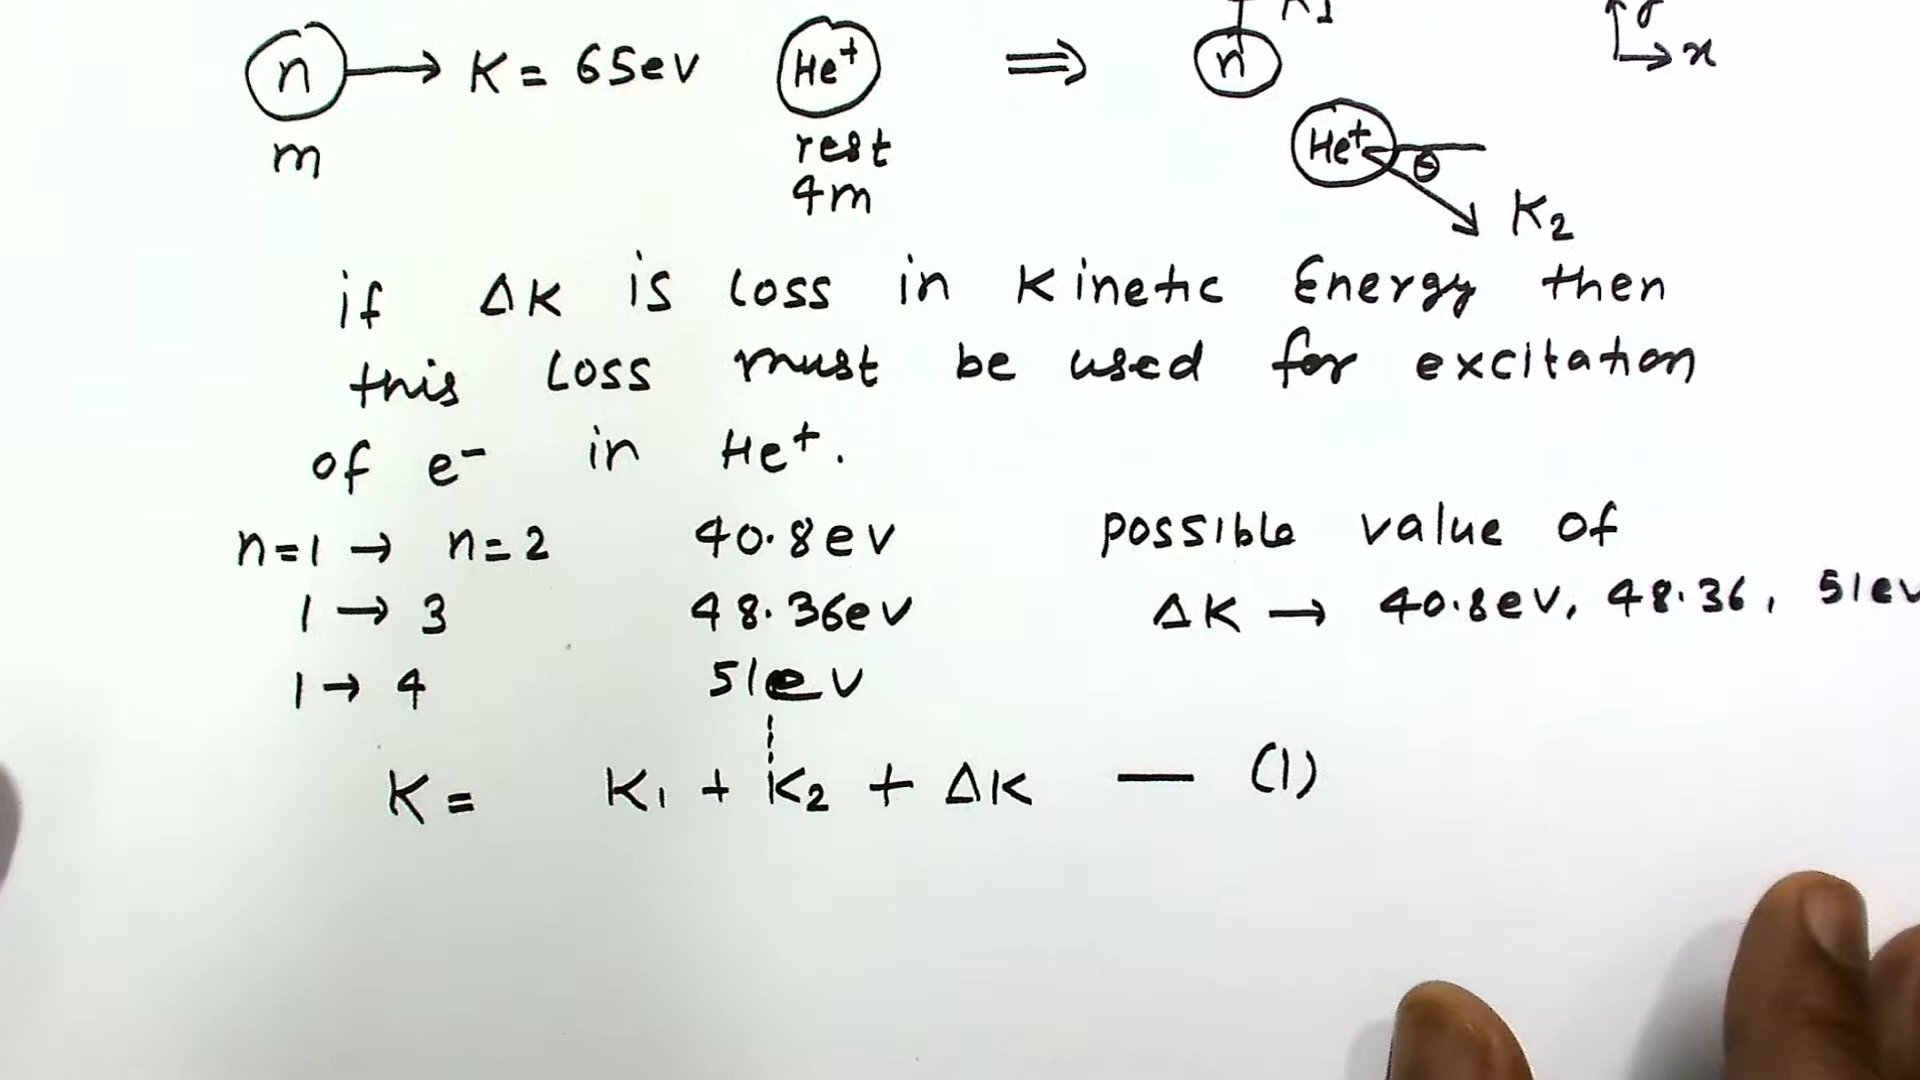 n → K = 65ev He+ ⇒ n x
m rest He+ θ
4m K2
if ΔK is loss in Kinetic Energy then
this Loss must be used for excitation
of e- in He+.
n=1 → n=2 40.8ev possible value of
1 → 3 48.36ev ΔK → 40.8ev, 48.36, 51ev
1 → 4 51ev
K = K1 + K2 + ΔK — (1)